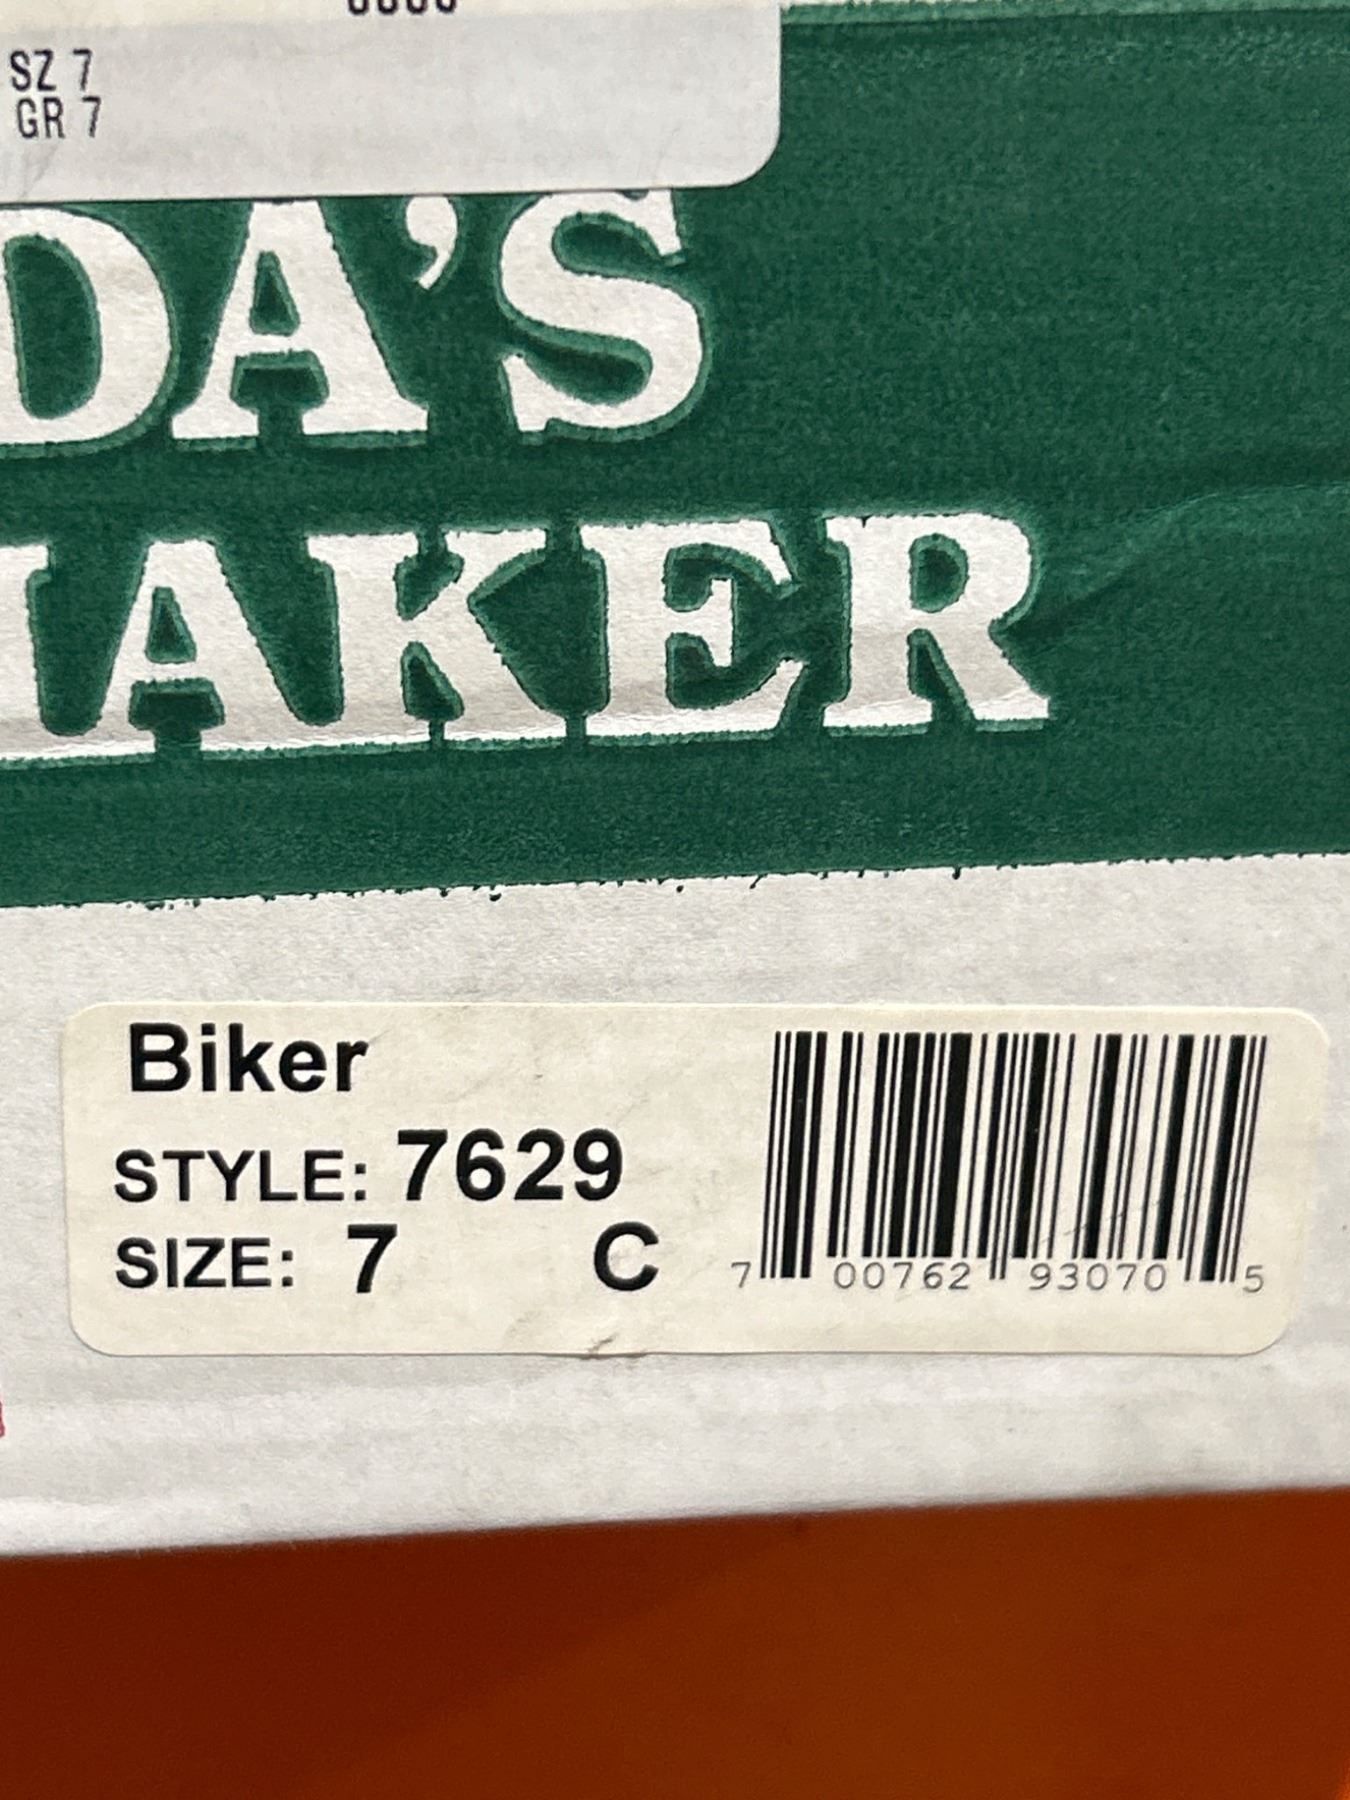 SZ 7
GR 7
DA'S
AKER
Biker
STYLE: 7629
SIZE: 7 C
7 00762 93070 5